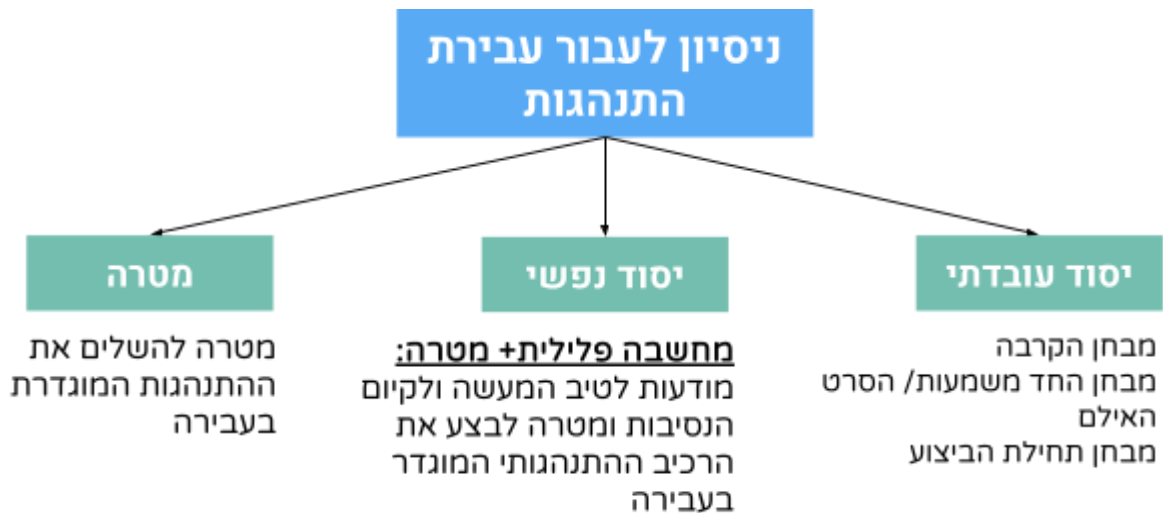 ניסיון לעבור עבירת
התנהגות
יסוד עובדתי
מבחן הקרבה
מבחן החד משמעות/ הסרט
האילם
מבחן תחילת הביצוע
יסוד נפשי
מחשבה פלילית+ מטרה:
מודעות לטיב המעשה ולקיום
הנסיבות ומטרה לבצע את
הרכיב ההתנהגותי המוגדר
בעבירה
מטרה
מטרה להשלים את
ההתנהגות המוגדרת
בעבירה